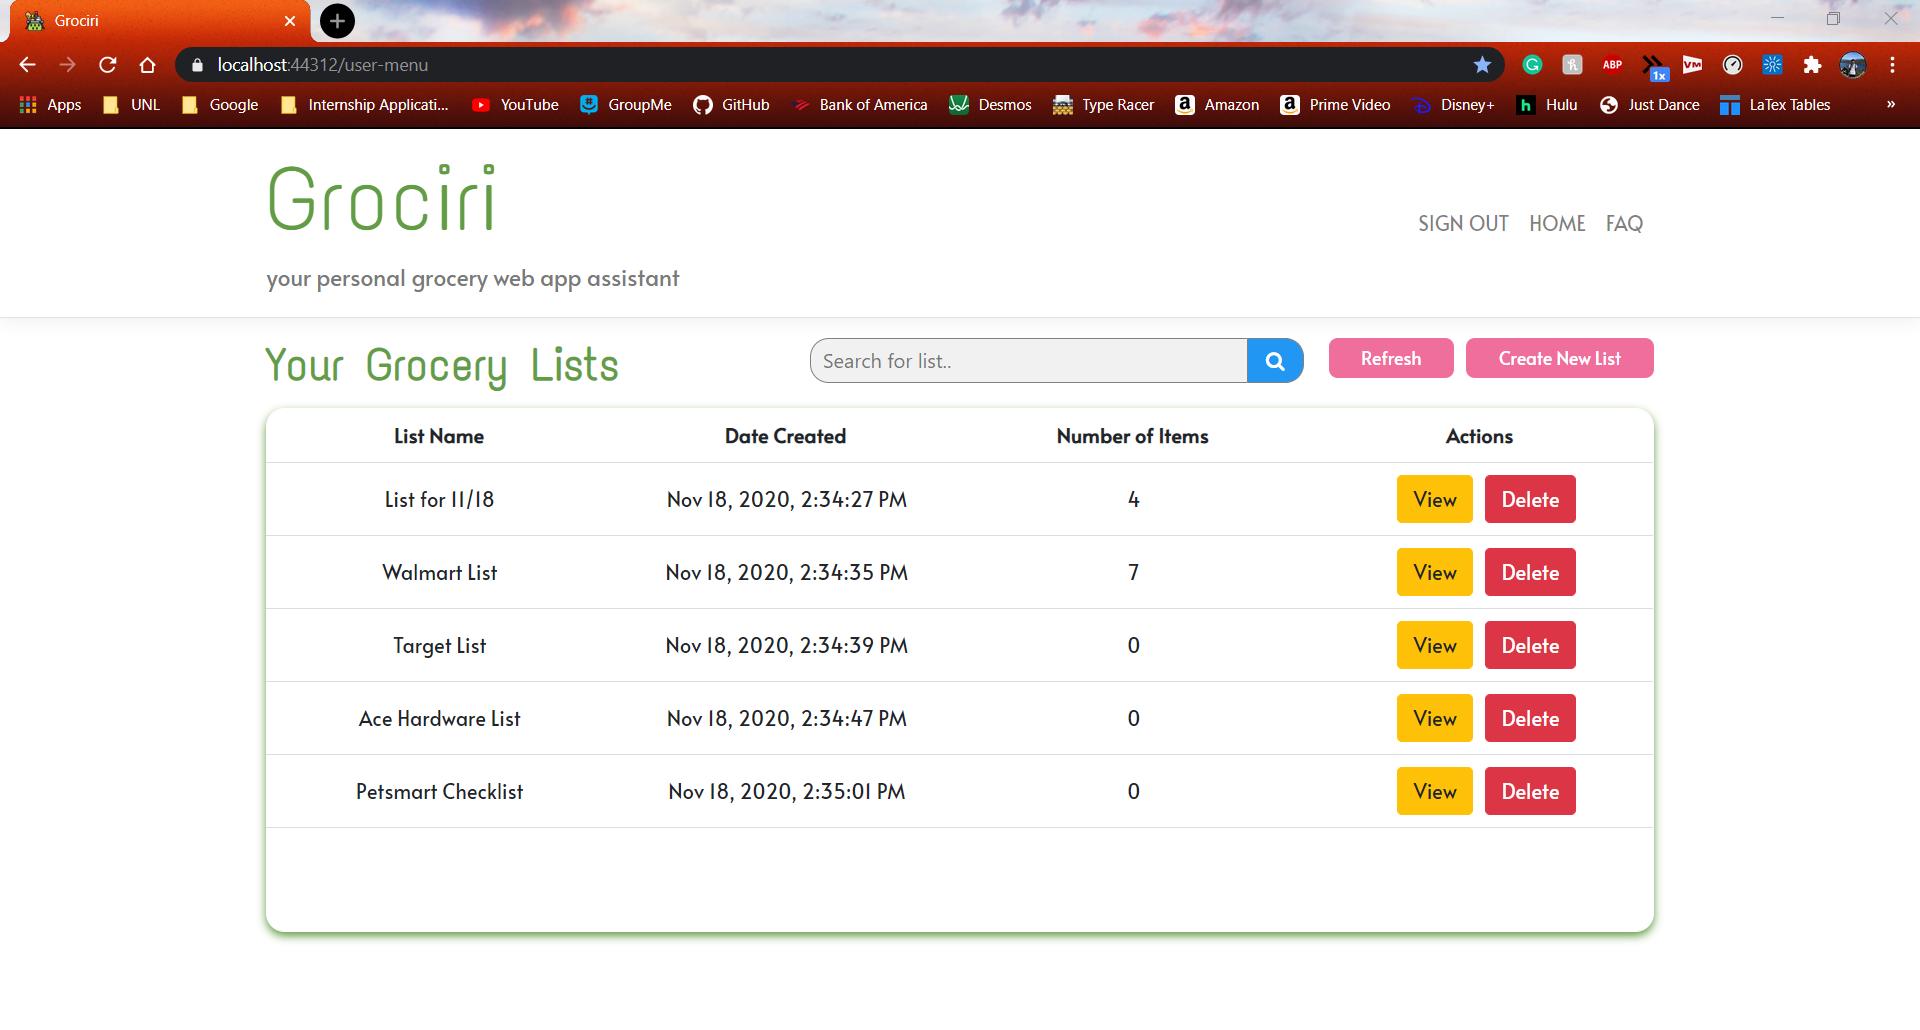 Grociri
localhost:44312/user-menu
ABP
1x
VM
Apps UNL Google Internship Applicati... YouTube GroupMe GitHub Bank of America Desmos Type Racer Amazon Prime Video Disney+ Hulu Just Dance LaTex Tables »
Grociri
SIGN OUT HOME FAQ
your personal grocery web app assistant
Your Grocery Lists
Search for list..
Refresh
Create New List
List Name Date Created Number of Items Actions
List for 11/18 Nov 18, 2020, 2:34:27 PM 4 View Delete
Walmart List Nov 18, 2020, 2:34:35 PM 7 View Delete
Target List Nov 18, 2020, 2:34:39 PM 0 View Delete
Ace Hardware List Nov 18, 2020, 2:34:47 PM 0 View Delete
Petsmart Checklist Nov 18, 2020, 2:35:01 PM 0 View Delete